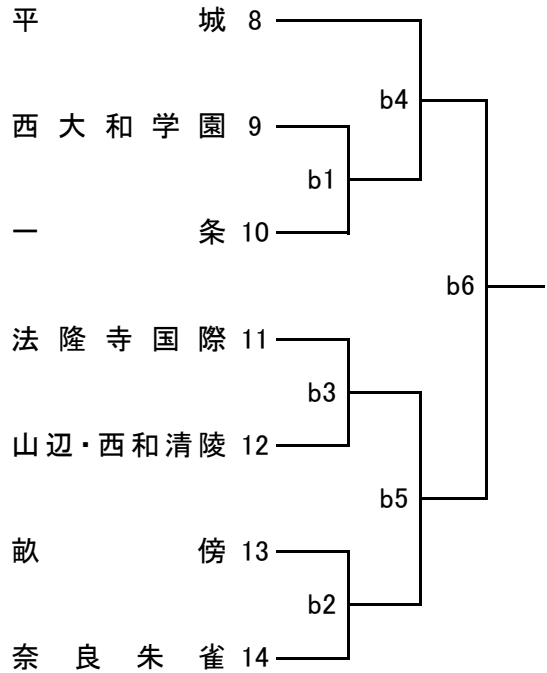 平城 8
b4
西大和学園 9
b1
一条 10
b6
法隆寺国際 11
b3
山辺・西和清陵 12
b5
畝傍 13
b2
奈良朱雀 14